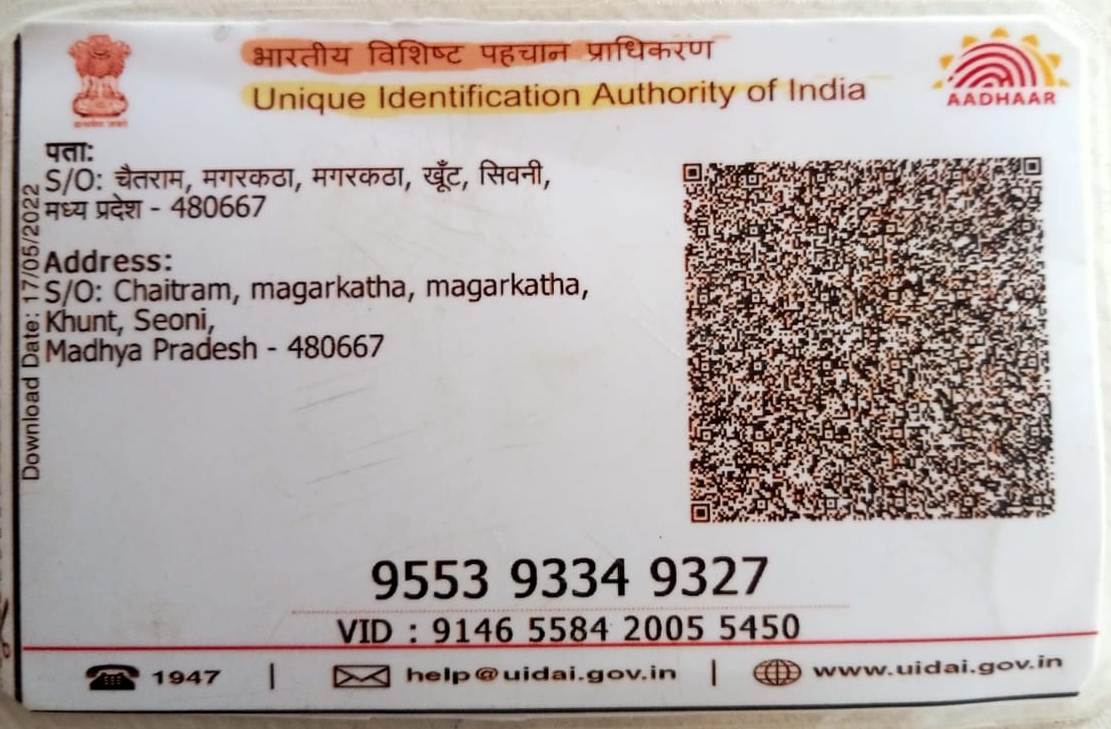 भारतीय विशिष्ट पहचान प्राधिकरण
Unique Identification Authority of India
AADHAAR
पता:
S/O: चैतराम, मगरकठा, मगरकठा, खूँट, सिवनी,
मध्य प्रदेश - 480667
Address:
S/O: Chaitram, magarkatha, magarkatha,
Khunt, Seoni,
Madhya Pradesh - 480667
Download Date: 17/05/2022
9553 9334 9327
VID : 9146 5584 2005 5450
1947 | help@uidai.gov.in | www.uidai.gov.in